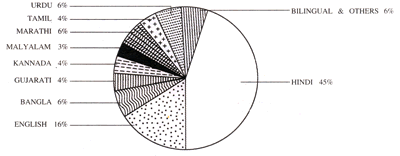 URDU 6%
TAMIL 4%
MARATHI 6%
MALYALAM 3%
KANNADA 4%
GUJARATI 4%
BANGLA 6%
ENGLISH 16%
BILINGUAL & OTHERS 6%
HINDI 45%